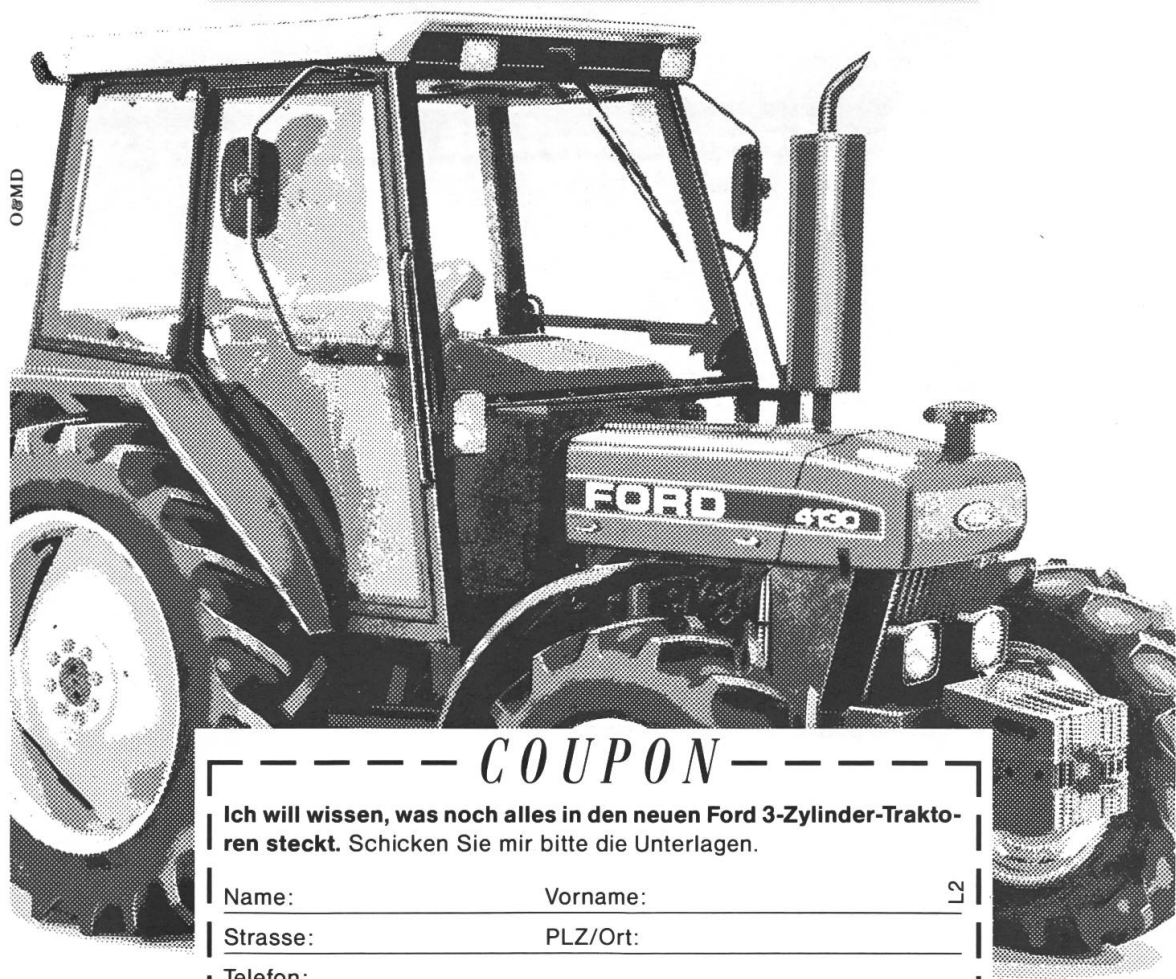 O&MD
FORD 4130
COUPON
Ich will wissen, was noch alles in den neuen Ford 3-Zylinder-Trakto-
ren steckt. Schicken Sie mir bitte die Unterlagen.
Name: Vorname: L2
Strasse: PLZ/Ort:
Telefon: